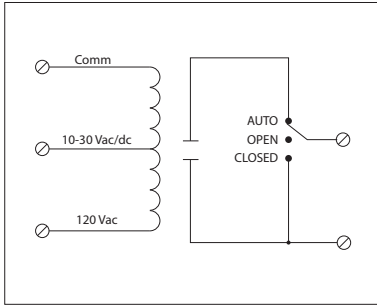 Comm
10-30 Vac/dc
120 Vac
AUTO
OPEN
CLOSED